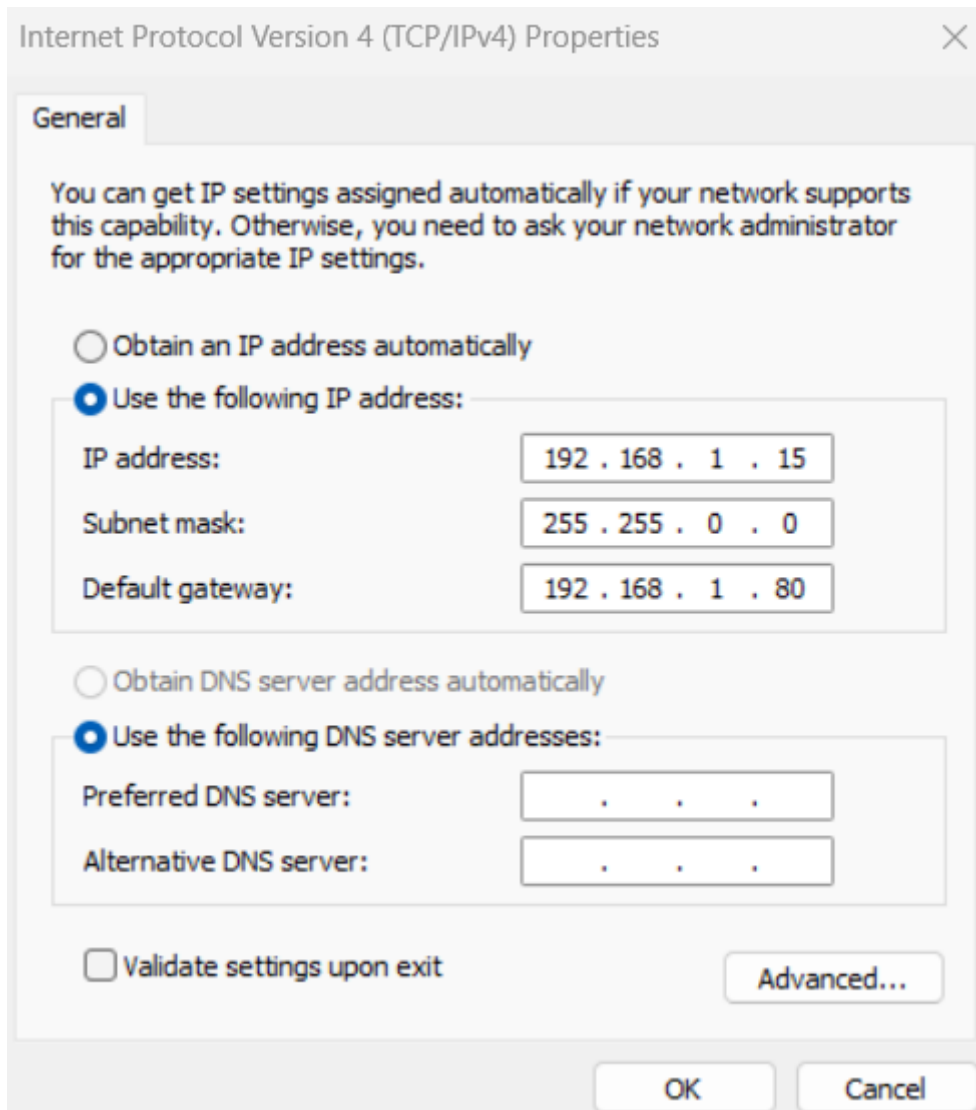 Internet Protocol Version 4 (TCP/IPv4) Properties
General
You can get IP settings assigned automatically if your network supports
this capability. Otherwise, you need to ask your network administrator
for the appropriate IP settings.
Obtain an IP address automatically
Use the following IP address:
IP address: 192 . 168 . 1 . 15
Subnet mask: 255 . 255 . 0 . 0
Default gateway: 192 . 168 . 1 . 80
Obtain DNS server address automatically
Use the following DNS server addresses:
Preferred DNS server: . . .
Alternative DNS server: . . .
Validate settings upon exit
Advanced...
OK Cancel